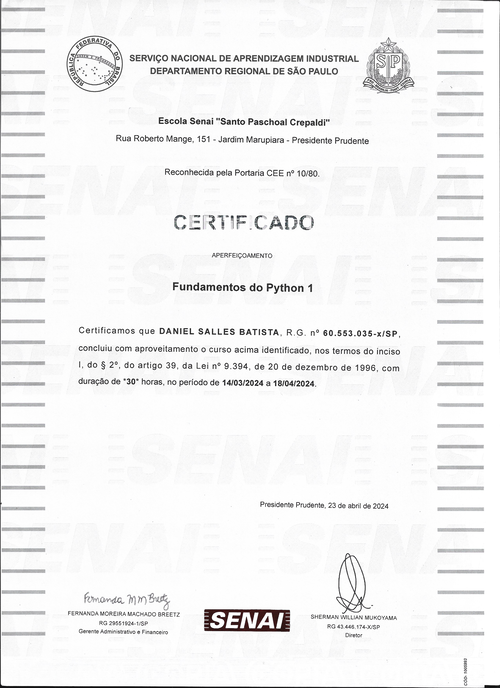 REPÚBLICA FEDERATIVA DO BRASIL
SERVIÇO NACIONAL DE APRENDIZAGEM INDUSTRIAL
DEPARTAMENTO REGIONAL DE SÃO PAULO
SP
Escola Senai "Santo Paschoal Crepaldi"
Rua Roberto Mange, 151 - Jardim Marupiara - Presidente Prudente
Reconhecida pela Portaria CEE nº 10/80.
CERTIFICADO
APERFEIÇOAMENTO
Fundamentos do Python 1
Certificamos que DANIEL SALLES BATISTA, R.G. nº 60.553.035-x/SP,
concluiu com aproveitamento o curso acima identificado, nos termos do inciso
I, do § 2º, do artigo 39, da Lei nº 9.394, de 20 de dezembro de 1996, com
duração de *30* horas, no período de 14/03/2024 a 18/04/2024.
Presidente Prudente, 23 de abril de 2024
Fernanda M M Breetz
FERNANDA MOREIRA MACHADO BREETZ
RG 29551924-1/SP
Gerente Administrativo e Financeiro
SENAI
SHERMAN WILLIAN MUKOYAMA
RG 43.446.174-X/SP
Diretor